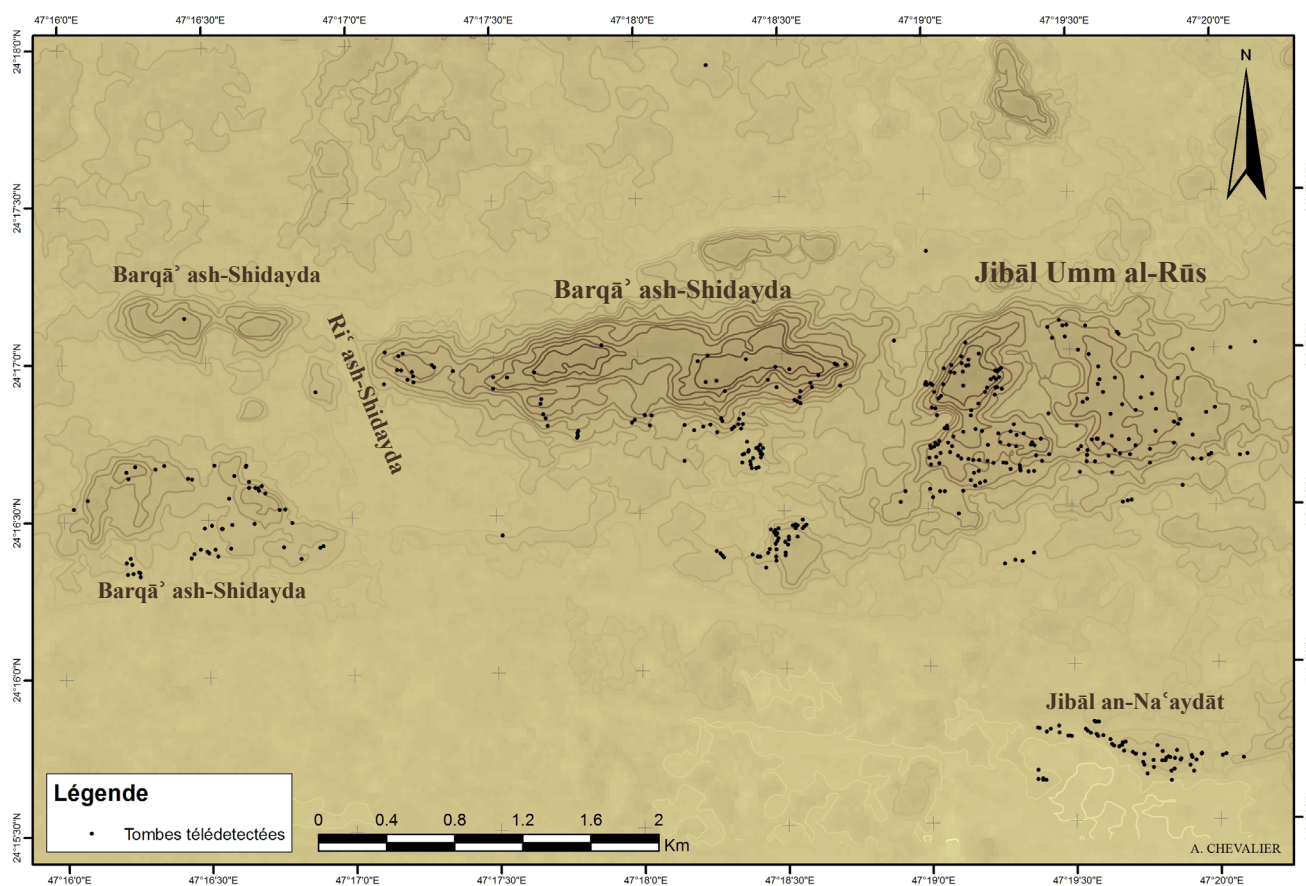 47°16'0"E 47°16'30"E 47°17'0"E 47°17'30"E 47°18'0"E 47°18'30"E 47°19'0"E 47°19'30"E 47°20'0"E
24°18'0"N
N
24°17'30"N
Jibāl Umm al-Rūs
Barqāʾ ash-Shidayda
Barqāʾ ash-Shidayda
Riʿ ash-Shidayda
24°17'0"N
24°16'30"N
Barqāʾ ash-Shidayda
24°16'0"N
Jibāl an-Naʿaydāt
Légende
Tombes télédetectées
0 0.4 0.8 1.2 1.6 2
Km
24°15'30"N
A. CHEVALIER
47°16'0"E 47°16'30"E 47°17'0"E 47°17'30"E 47°18'0"E 47°18'30"E 47°19'0"E 47°19'30"E 47°20'0"E